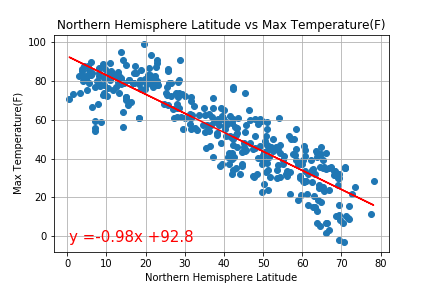 Northern Hemisphere Latitude vs Max Temperature(F)
100
80
60
40
20
0
Max Temperature(F)
y =-0.98x +92.8
0 10 20 30 40 50 60 70 80
Northern Hemisphere Latitude